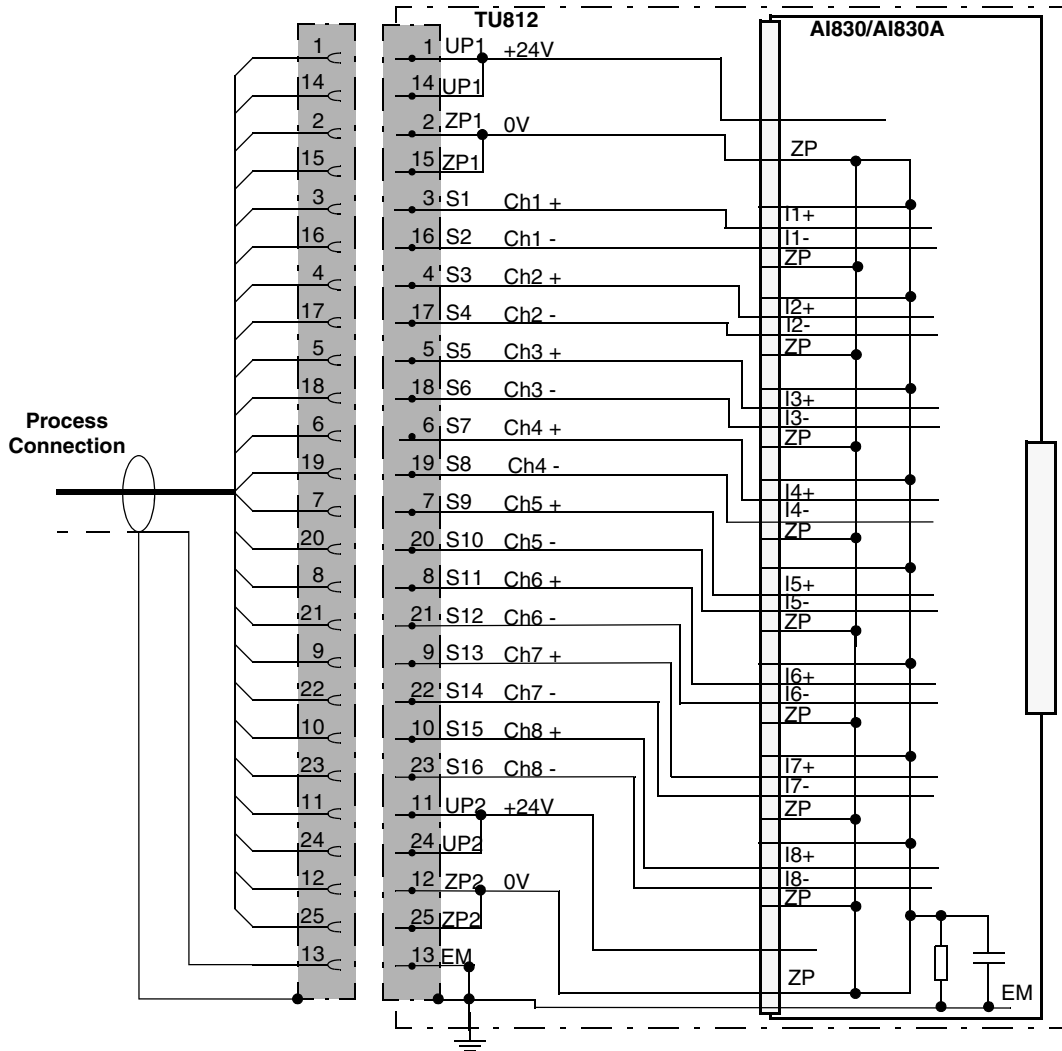 TU812
AI830/AI830A
1 1 UP1 +24V
14 14 UP1
2 2 ZP1 0V
15 15 ZP1
ZP
3 3 S1 Ch1 +
I1+
16 16 S2 Ch1 -
I1-
ZP
4 4 S3 Ch2 +
I2+
17 17 S4 Ch2 -
I2-
ZP
5 5 S5 Ch3 +
18 18 S6 Ch3 -
I3+
I3-
ZP
Process
Connection
6 6 S7 Ch4 +
19 19 S8 Ch4 -
I4+
I4-
ZP
7 7 S9 Ch5 +
20 20 S10 Ch5 -
8 8 S11 Ch6 +
I5+
I5-
ZP
21 21 S12 Ch6 -
9 9 S13 Ch7 +
I6+
I6-
ZP
22 22 S14 Ch7 -
10 10 S15 Ch8 +
23 23 S16 Ch8 -
I7+
I7-
ZP
11 11 UP2 +24V
24 24 UP2
I8+
I8-
ZP
12 12 ZP2 0V
25 25 ZP2
13 13 EM
ZP
EM